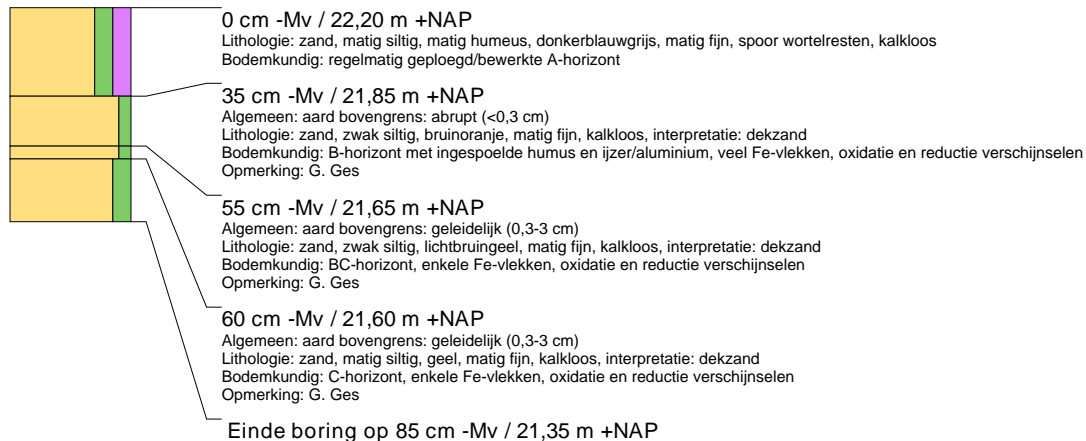 0 cm -Mv / 22,20 m +NAP
Lithologie: zand, matig siltig, matig humeus, donkerblauwgrijs, matig fijn, spoor wortelresten, kalkloos
Bodemkundig: regelmatig geploegd/bewerkte A-horizont
35 cm -Mv / 21,85 m +NAP
Algemeen: aard bovengrens: abrupt (<0,3 cm)
Lithologie: zand, zwak siltig, bruinoranje, matig fijn, kalkloos, interpretatie: dekzand
Bodemkundig: B-horizont met ingespoelde humus en ijzer/aluminium, veel Fe-vlekken, oxidatie en reductie verschijnselen
Opmerking: G. Ges
55 cm -Mv / 21,65 m +NAP
Algemeen: aard bovengrens: geleidelijk (0,3-3 cm)
Lithologie: zand, zwak siltig, lichtbruingeel, matig fijn, kalkloos, interpretatie: dekzand
Bodemkundig: BC-horizont, enkele Fe-vlekken, oxidatie en reductie verschijnselen
Opmerking: G. Ges
60 cm -Mv / 21,60 m +NAP
Algemeen: aard bovengrens: geleidelijk (0,3-3 cm)
Lithologie: zand, matig siltig, geel, matig fijn, kalkloos, interpretatie: dekzand
Bodemkundig: C-horizont, enkele Fe-vlekken, oxidatie en reductie verschijnselen
Opmerking: G. Ges
Einde boring op 85 cm -Mv / 21,35 m +NAP